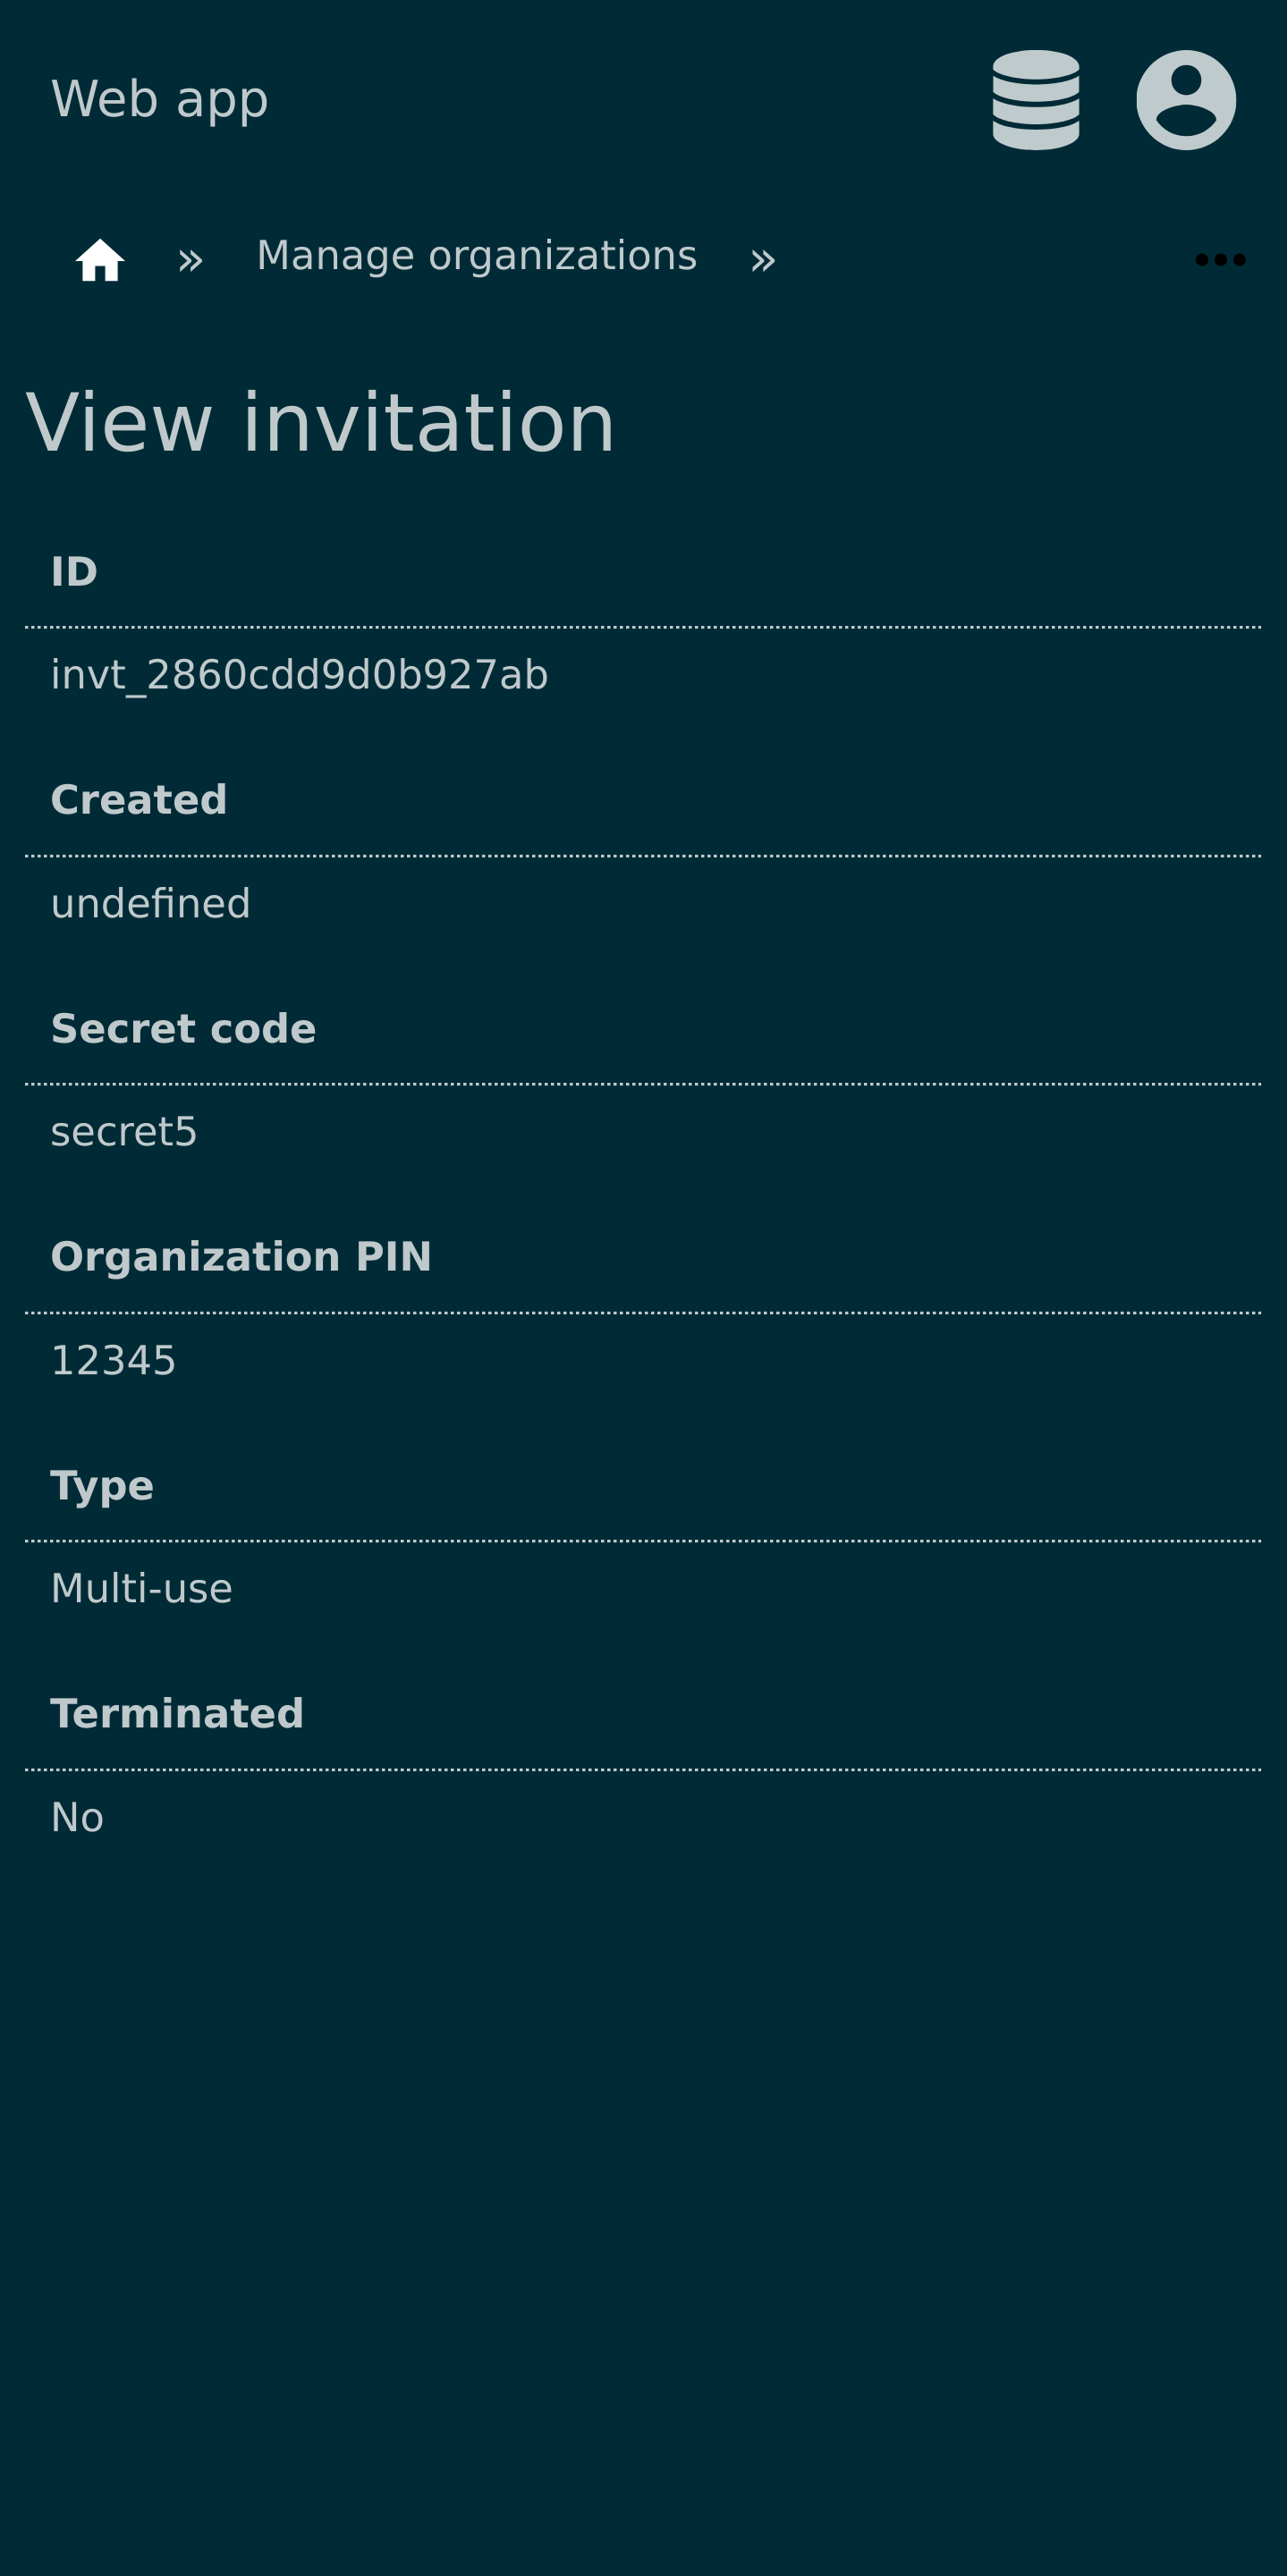 Web app
» Manage organizations »
View invitation
ID
invt_2860cdd9d0b927ab
Created
undefined
Secret code
secret5
Organization PIN
12345
Type
Multi-use
Terminated
No